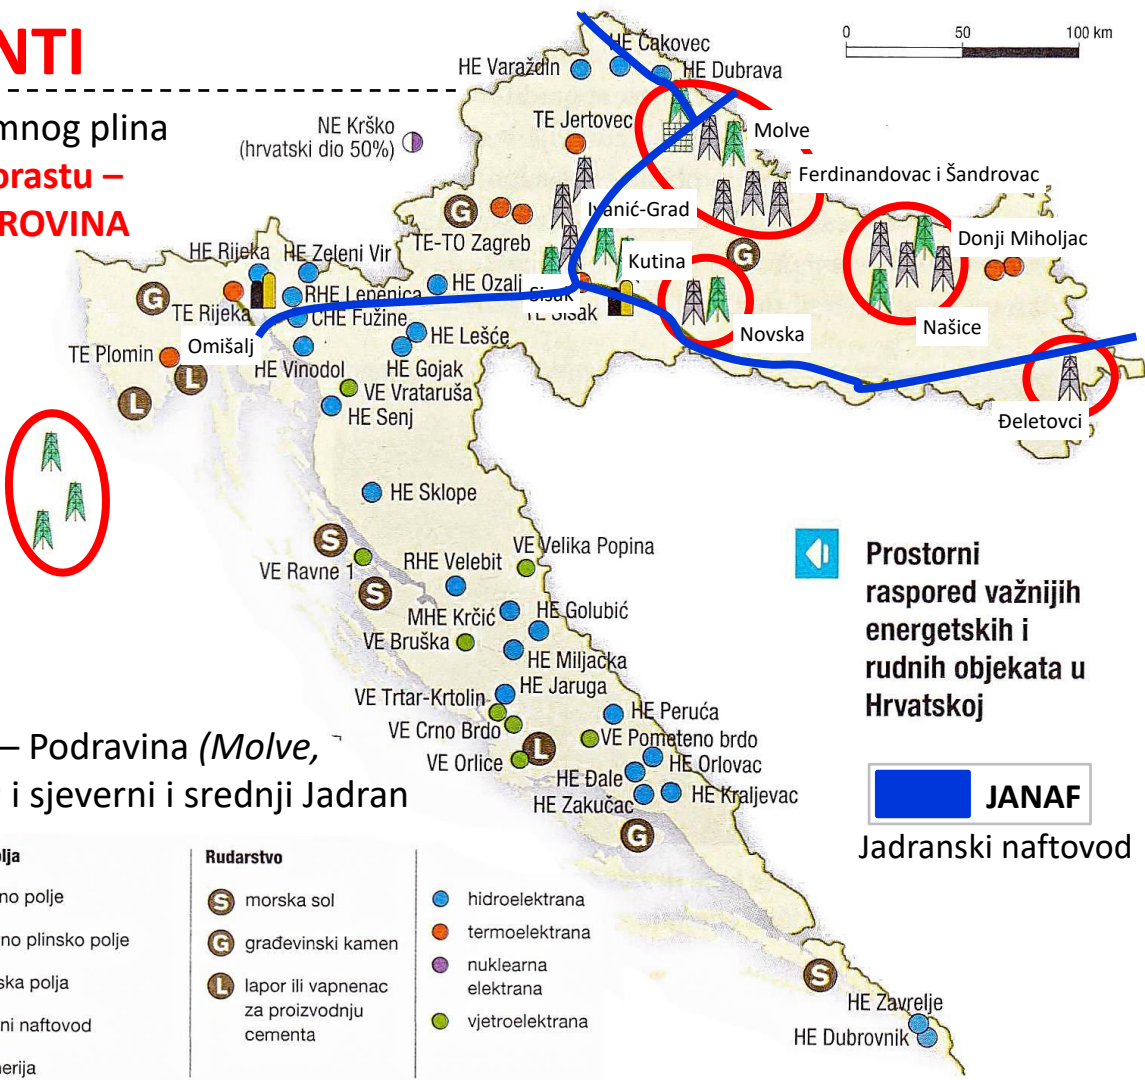 NTI
mnog plina
orastu –
ROVINA
0 50 100 km
HE Čakovec
HE Varaždin
HE Dubrava
NE Krško
(hrvatski dio 50%)
TE Jertovec
Molve
Ferdinandovac i Šandrovac
G
Ivanić-Grad
TE-TO Zagreb
G
Donji Miholjac
HE Rijeka
HE Zeleni Vir
Kutina
HE Ozalj
Sisak
TE Sisak
G
RHE Lepenica
TE Rijeka
CHE Fužine
Omišalj
HE Lešće
Novska
Našice
TE Plomin
HE Vinodol
HE Gojak
L
VE Vrataruša
L
HE Senj
Đeletovci
HE Sklope
S
VE Ravne 1
RHE Velebit
VE Velika Popina
S
MHE Krčić
HE Golubić
VE Bruška
HE Miljacka
HE Jaruga
VE Trtar-Krtolin
HE Peruća
VE Crno Brdo
VE Pometeno brdo
L
VE Orlice
HE Orlovac
HE Đale
HE Zakučac
HE Kraljevac
G
Prostorni
raspored važnijih
energetskih i
rudnih objekata u
Hrvatskoj
JANAF
Jadranski naftovod
– Podravina (Molve,
i sjeverni i srednji Jadran
S
HE Zavrelje
HE Dubrovnik
olja
no polje
no plinsko polje
ska polja
ni naftovod
nerija
Rudarstvo
S morska sol
G građevinski kamen
L lapor ili vapnenac
za proizvodnju
cementa
hidroelektrana
termoelektrana
nuklearna
elektrana
vjetroelektrana